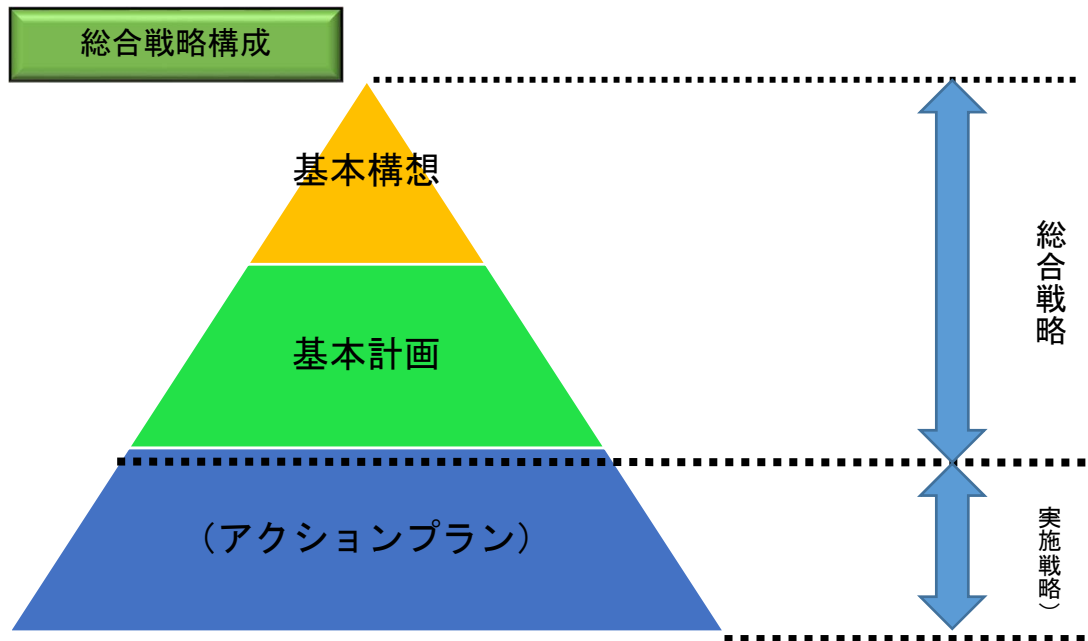 総合戦略構成
基本構想
基本計画
（アクションプラン）
総合戦略
実施戦略）